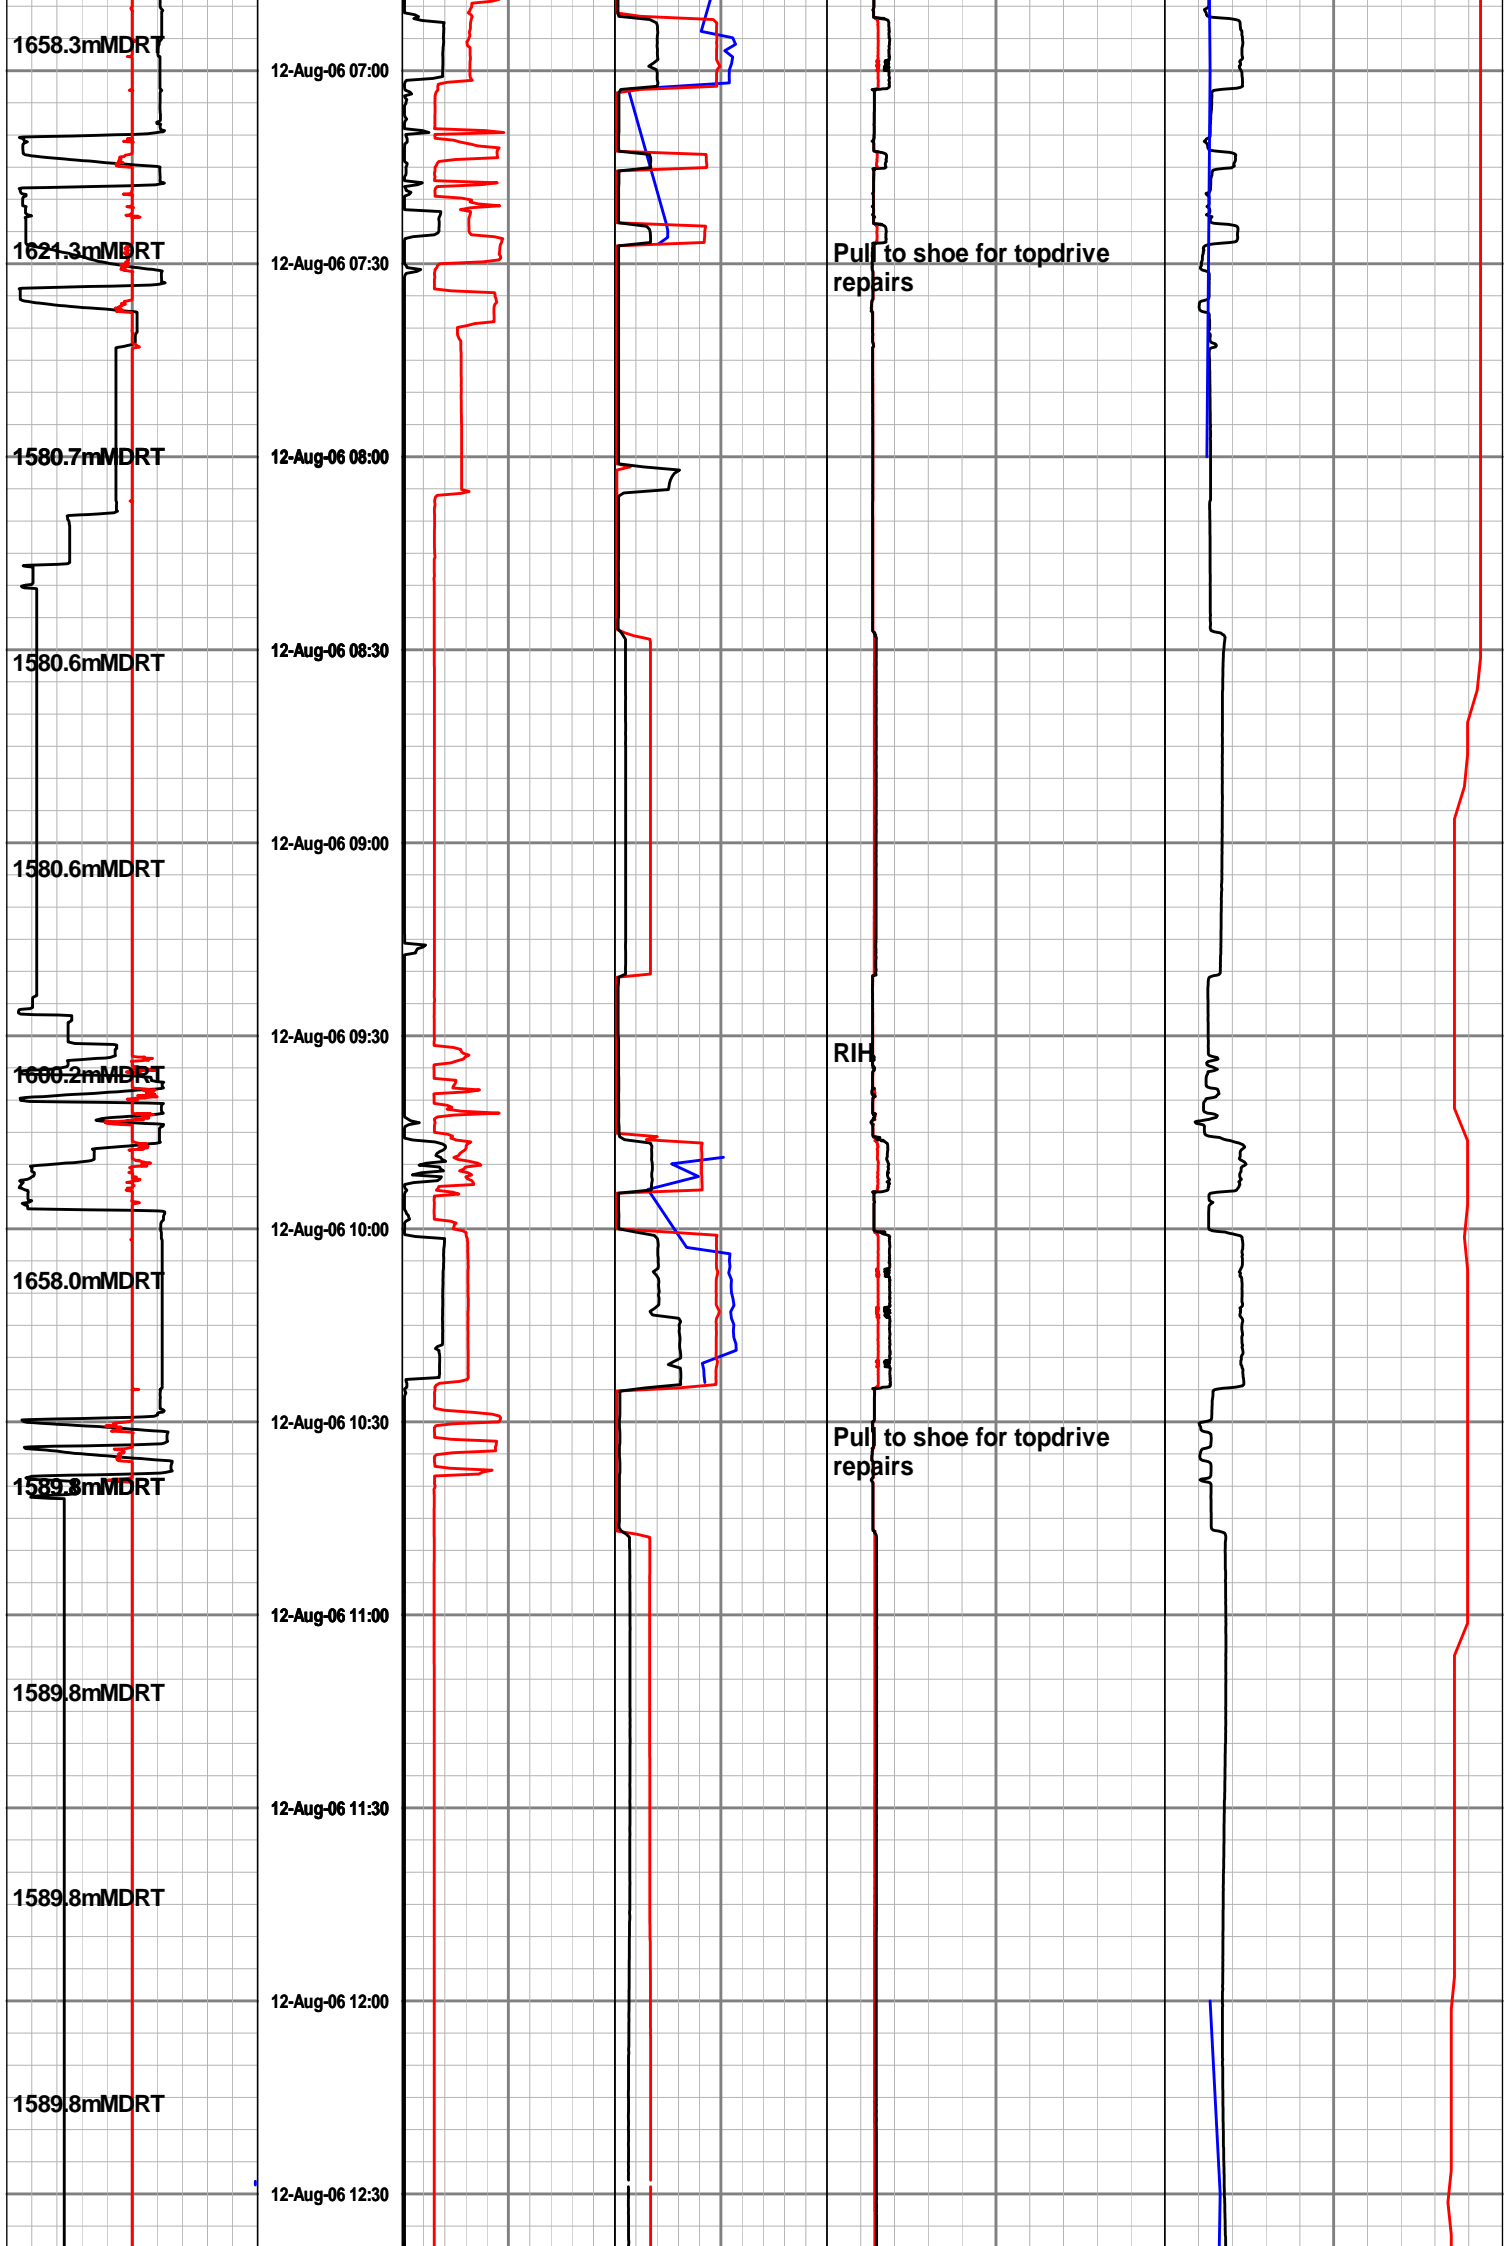 1658.3mMDRT
12-Aug-06 07:00
1621.3mMDRT
Pull to shoe for topdrive
repairs
12-Aug-06 07:30
1580.7mMDRT
12-Aug-06 08:00
12-Aug-06 08:30
1580.6mMDRT
12-Aug-06 09:00
1580.6mMDRT
12-Aug-06 09:30
RIH
1600.2mMDRT
12-Aug-06 10:00
1658.0mMDRT
12-Aug-06 10:30
Pull to shoe for topdrive
repairs
1589.8mMDRT
12-Aug-06 11:00
1589.8mMDRT
12-Aug-06 11:30
1589.8mMDRT
12-Aug-06 12:00
1589.8mMDRT
12-Aug-06 12:30